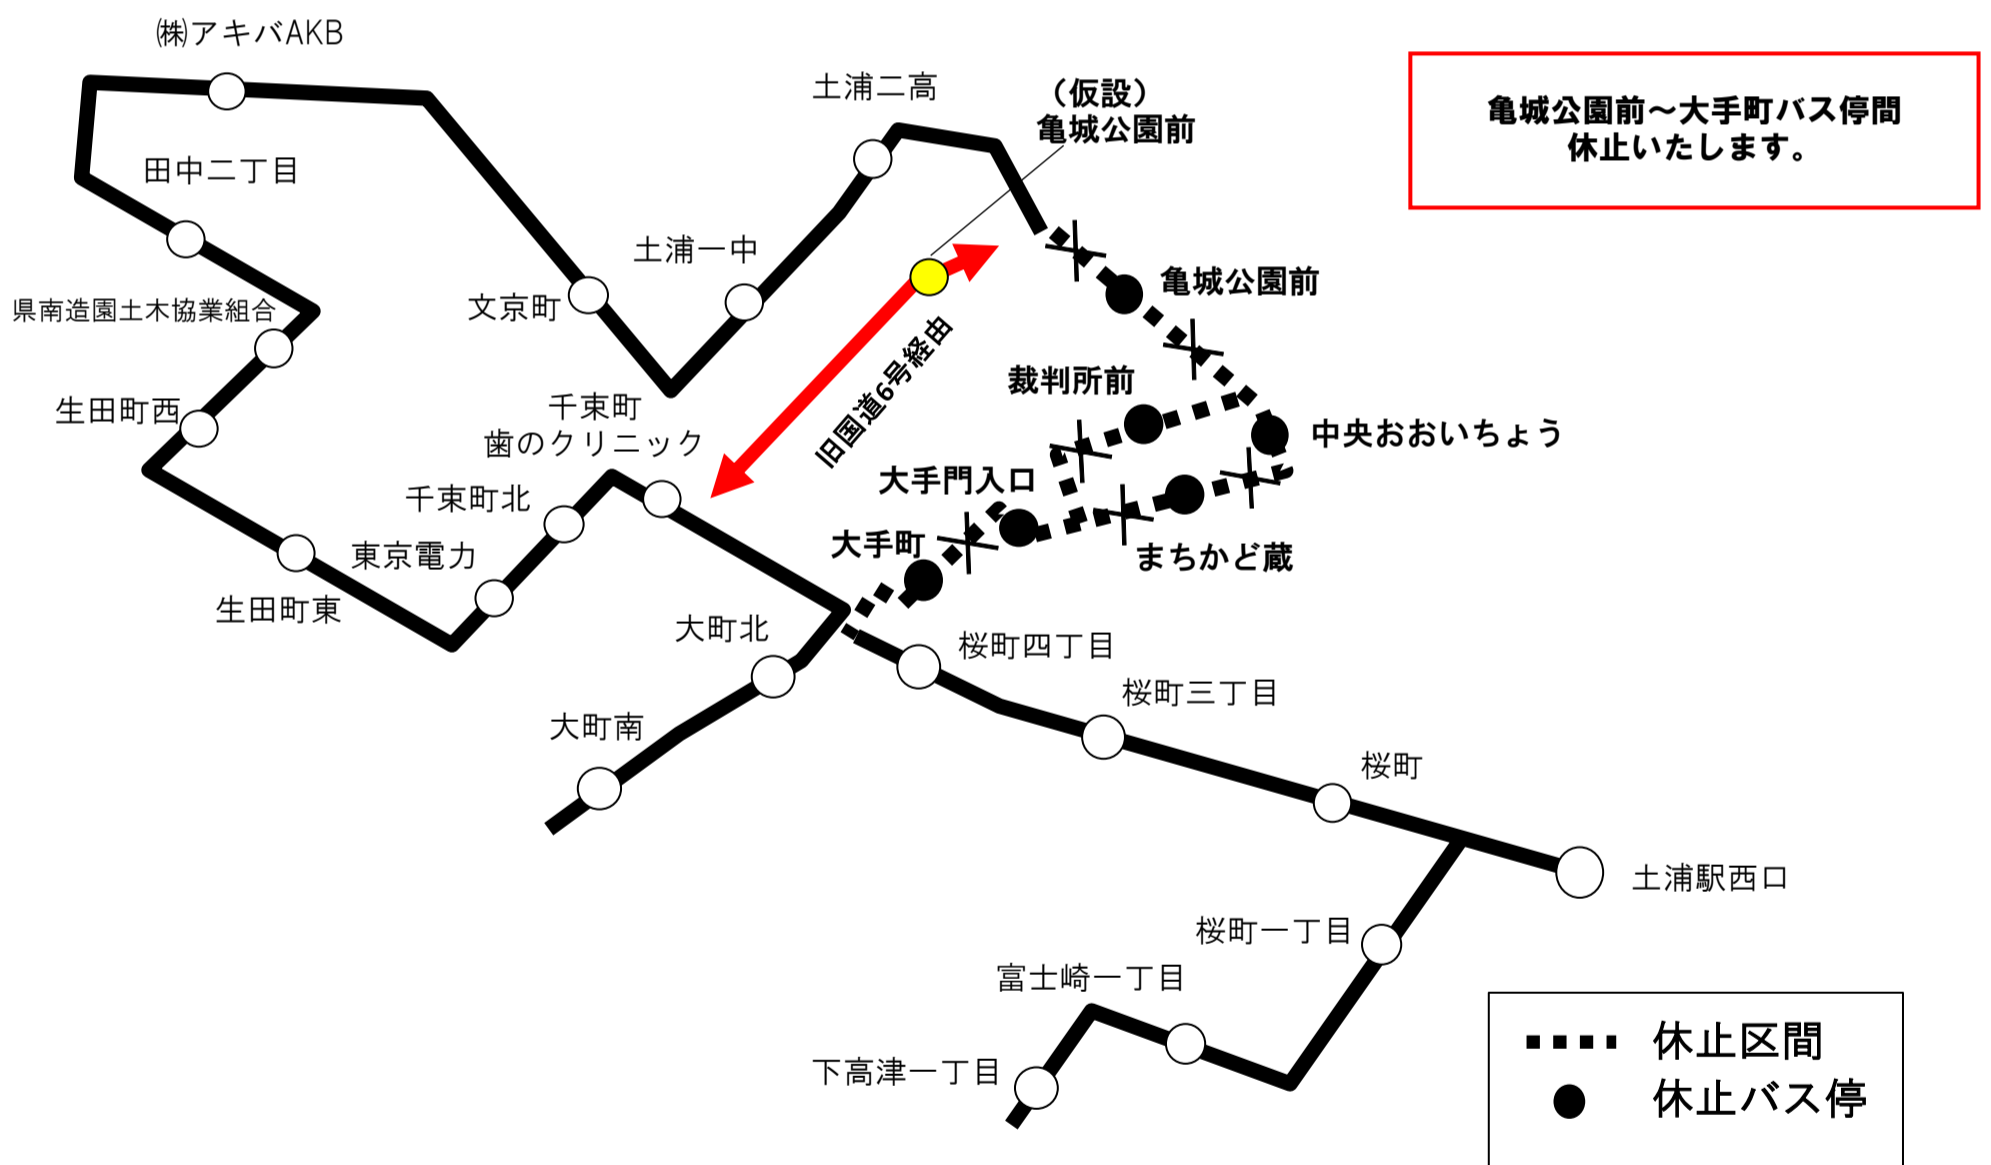 ㈱アキバAKB
土浦二高
（仮設）
亀城公園前
亀城公園前～大手町バス停間
休止いたします。
田中二丁目
土浦一中
亀城公園前
県南造園土木協業組合
文京町
旧国道6号経由
裁判所前
生田町西
千束町
歯のクリニック
中央おおいちょう
千束町北
大手門入口
東京電力
大手町
まちかど蔵
生田町東
大町北
桜町四丁目
桜町三丁目
大町南
桜町
土浦駅西口
桜町一丁目
富士崎一丁目
下高津一丁目
休止区間
休止バス停